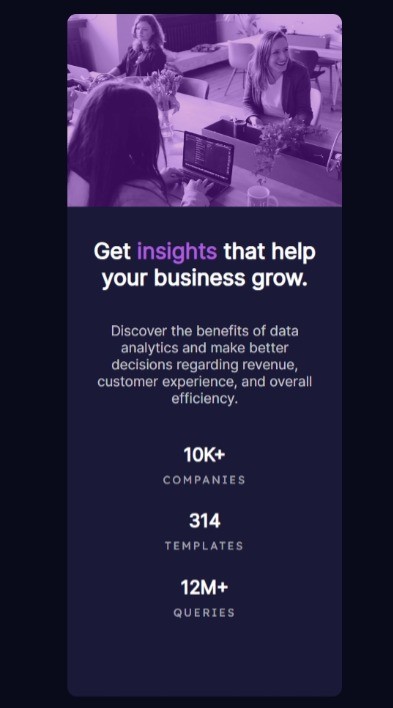 Get insights that help
your business grow.
Discover the benefits of data
analytics and make better
decisions regarding revenue,
customer experience, and overall
efficiency.
10K+
COMPANIES
314
TEMPLATES
12M+
QUERIES